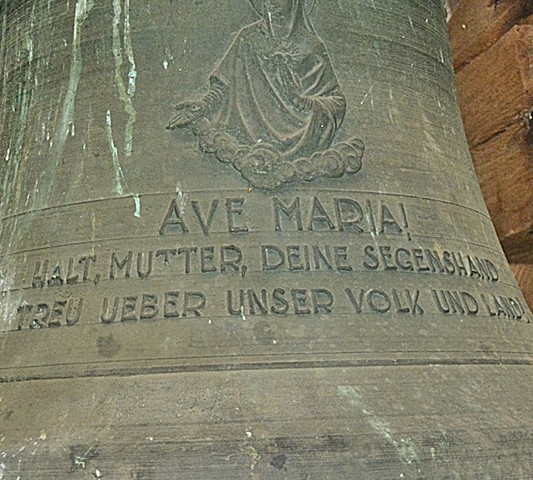 AVE MARIA!
HALT, MUTTER, DEINE SEGENSHAND
TREU UEBER UNSER VOLK UND LAND!